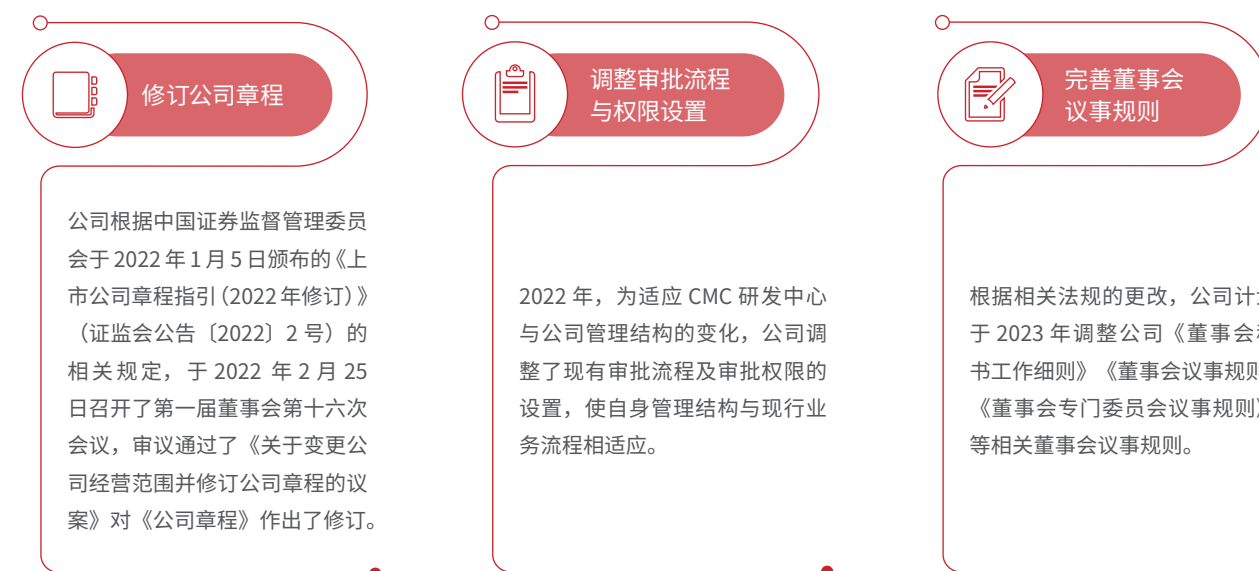 修订公司章程
公司根据中国证券监督管理委员
会于 2022 年 1 月 5 日颁布的《上
市公司章程指引（2022 年修订）》
（证监会公告〔2022〕2 号）的
相关规定，于 2022 年 2 月 25
日召开了第一届董事会第十六次
会议，审议通过了《关于变更公
司经营范围并修订公司章程的议
案》对《公司章程》作出了修订。
调整审批流程
与权限设置
2022 年，为适应 CMC 研发中心
与公司管理结构的变化，公司调
整了现有审批流程及审批权限的
设置，使自身管理结构与现行业
务流程相适应。
完善董事会
议事规则
根据相关法规的更改，公司计
于 2023 年调整公司《董事会
书工作细则》《董事会议事规则
《董事会专门委员会议事规则》
等相关董事会议事规则。